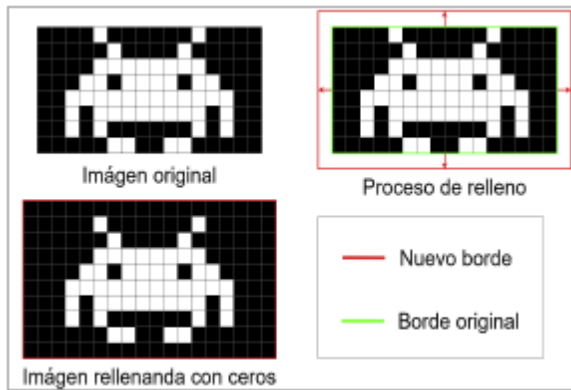 Imágen original
Proceso de relleno
Nuevo borde
Borde original
Imágen rellenanda con ceros